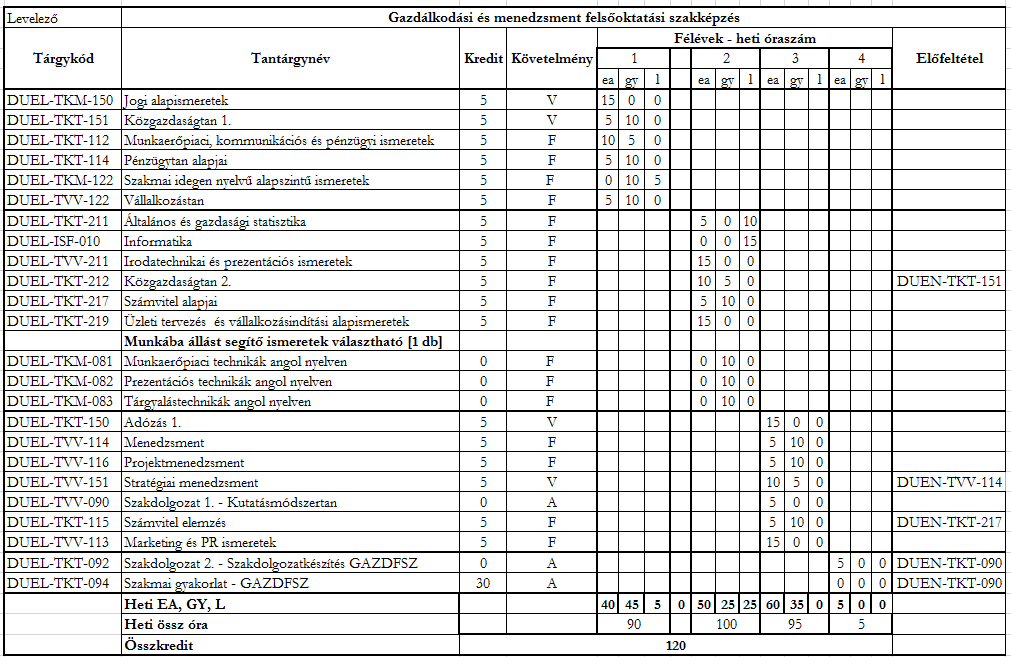 Levelező Gazdálkodási és menedzsment felsőoktatási szakképzés
Tárgykód Tantárgynév Kredit Követelmény Félévek - heti óraszám Előfeltétel
1 2 3 4
ea gy l ea gy l ea gy l ea gy l
DUEL-TKM-150 Jogi alapismeretek 5 V 15 0 0
DUEL-TKT-151 Közgazdaságtan 1. 5 V 5 10 0
DUEL-TKT-112 Munkaerőpiaci, kommunikációs és pénzügyi ismeretek 5 F 10 5 0
DUEL-TKT-114 Pénzügytan alapjai 5 F 5 10 0
DUEL-TKM-122 Szakmai idegen nyelvű alapszintű ismeretek 5 F 0 10 5
DUEL-TVV-122 Vállalkozástan 5 F 5 10 0
DUEL-TKT-211 Általános és gazdasági statisztika 5 F 5 0 10
DUEL-ISF-010 Informatika 5 F 0 0 15
DUEL-TVV-211 Irodatechnikai és prezentációs ismeretek 5 F 15 0 0
DUEL-TKT-212 Közgazdaságtan 2. 5 F 10 5 0 DUEN-TKT-151
DUEL-TKT-217 Számvitel alapjai 5 F 5 10 0
DUEL-TKT-219 Üzleti tervezés és vállalkozásindítási alapismeretek 5 F 15 0 0
Munkába állást segítő ismeretek választható [1 db]
DUEL-TKM-081 Munkaerőpiaci technikák angol nyelven 0 F 0 10 0
DUEL-TKM-082 Prezentációs technikák angol nyelven 0 F 0 10 0
DUEL-TKM-083 Tárgyalástechnikák angol nyelven 0 F 0 10 0
DUEL-TKT-150 Adózás 1. 5 V 15 0 0
DUEL-TVV-114 Menedzsment 5 F 5 10 0
DUEL-TVV-116 Projektmenedzsment 5 F 5 10 0
DUEL-TVV-151 Stratégiai menedzsment 5 V 10 5 0 DUEN-TVV-114
DUEL-TVV-090 Szakdolgozat 1. - Kutatásmódszertan 0 A 5 0 0
DUEL-TKT-115 Számvitel elemzés 5 F 5 10 0 DUEN-TKT-217
DUEL-TVV-113 Marketing és PR ismeretek 5 F 15 0 0
DUEL-TKT-092 Szakdolgozat 2. - Szakdolgozatkészítés GAZDFSZ 0 A 5 0 0 DUEN-TKT-090
DUEL-TKT-094 Szakmai gyakorlat - GAZDFSZ 30 A 0 0 0 DUEN-TKT-090
Heti EA, GY, L 40 45 5 0 50 25 25 60 35 0 5 0 0
Heti össz óra 90 100 95 5
Összkredit 120